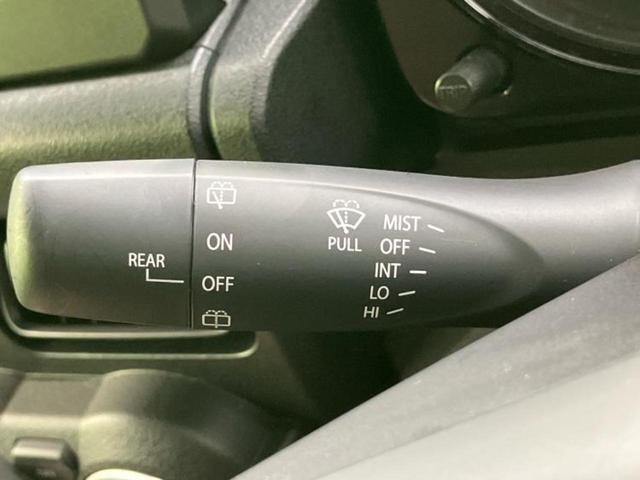 REAR
ON
OFF
PULL
MIST
OFF
INT
LO
HI